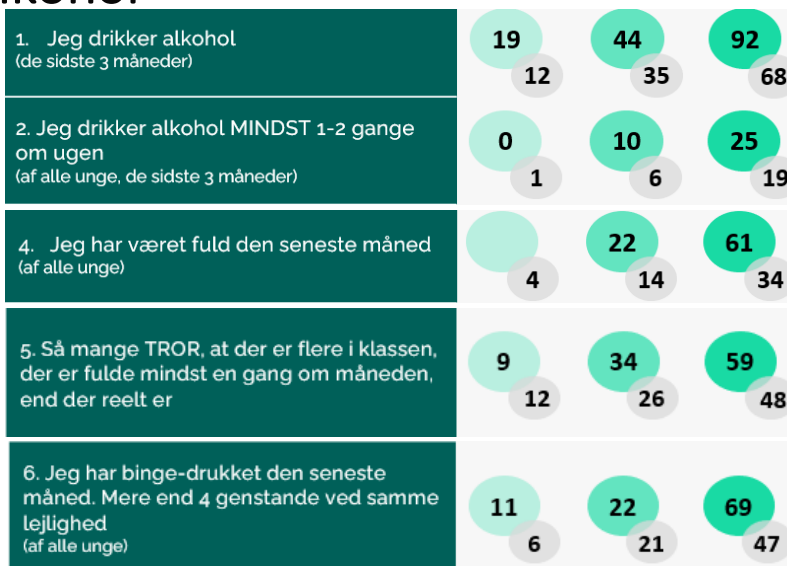 1. Jeg drikker alkohol
(de sidste 3 måneder)
19 44 92
12 35 68
2. Jeg drikker alkohol MINDST 1-2 gange
om ugen
(af alle unge, de sidste 3 måneder)
0 10 25
1 6 19
4. Jeg har været fuld den seneste måned
(af alle unge)
22 61
4 14 34
5. Så mange TROR, at der er flere i klassen,
der er fulde mindst en gang om måneden,
end der reelt er
9 34 59
12 26 48
6. Jeg har binge-drukket den seneste
måned. Mere end 4 genstande ved samme
lejlighed
(af alle unge)
11 22 69
6 21 47